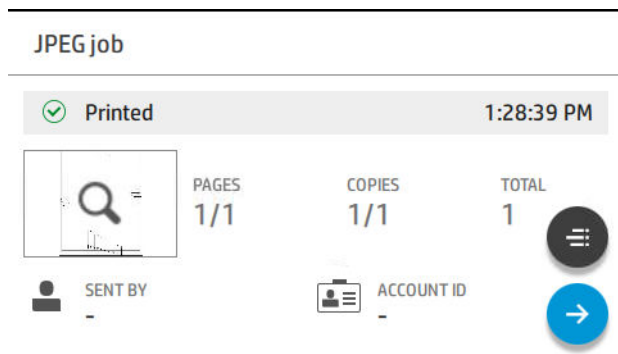 JPEG job
Printed 1:28:39 PM
PAGES COPIES TOTAL
1/1 1/1 1
SENT BY ACCOUNT ID
- -